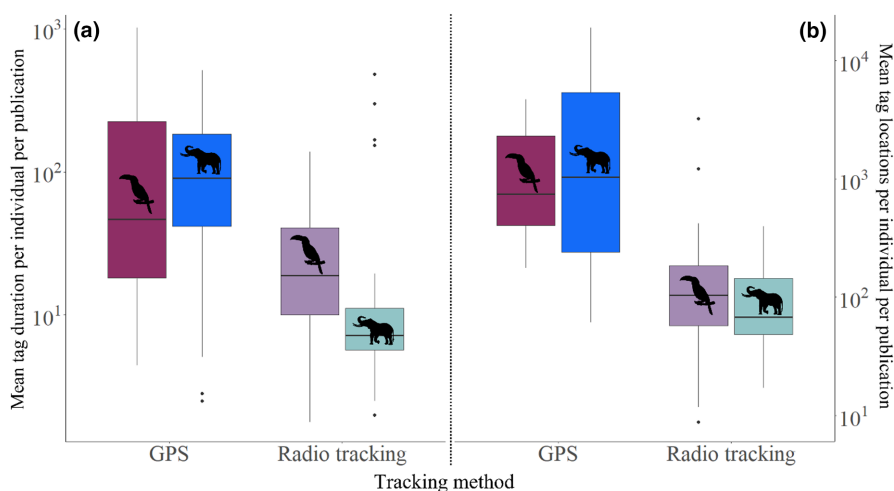 (a)
(b)
Mean tag duration per individual per publication
10³
10²
10¹
Mean tag locations per individual per publication
10⁴
10³
10²
10¹
GPS
Radio tracking
GPS
Radio tracking
Tracking method